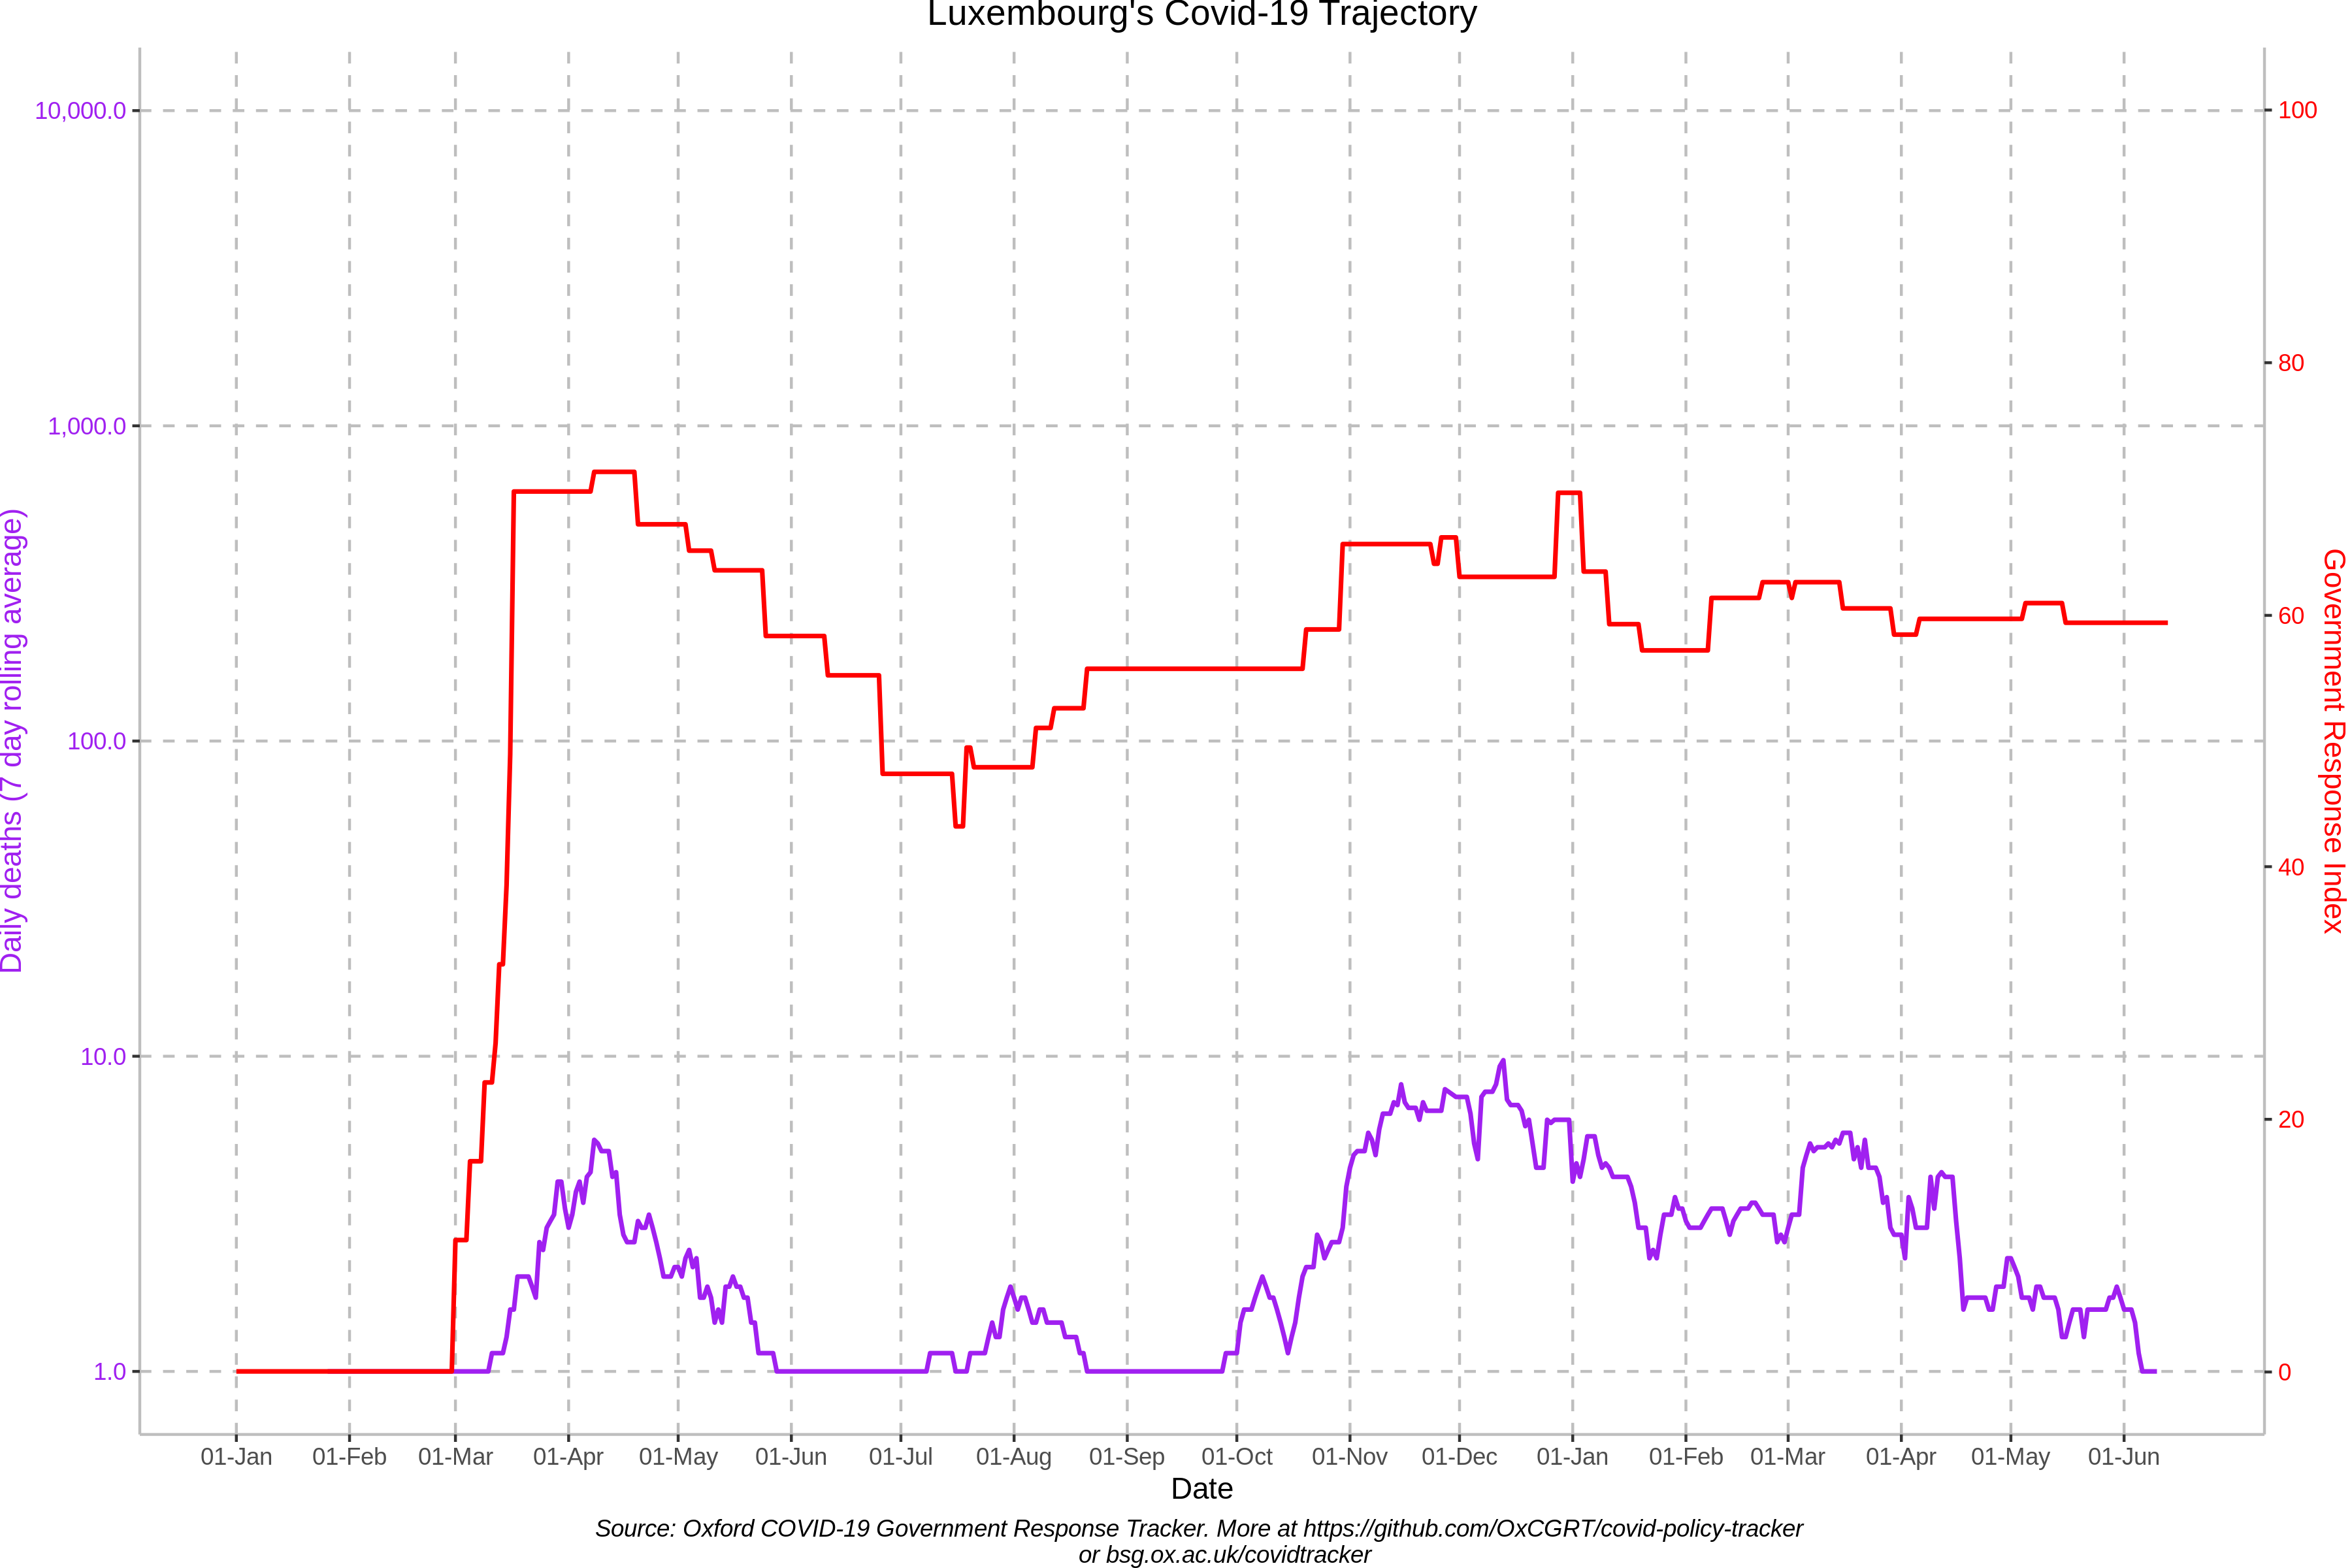 Luxembourg's Covid-19 Trajectory
10,000.0
1,000.0
100.0
10.0
1.0
Daily deaths (7 day rolling average)
100
80
60
40
20
0
Government Response Index
01-Jan 01-Feb 01-Mar 01-Apr 01-May 01-Jun 01-Jul 01-Aug 01-Sep 01-Oct 01-Nov 01-Dec 01-Jan 01-Feb 01-Mar 01-Apr 01-May 01-Jun
Date
Source: Oxford COVID-19 Government Response Tracker. More at https://github.com/OxCGRT/covid-policy-tracker
or bsg.ox.ac.uk/covidtracker